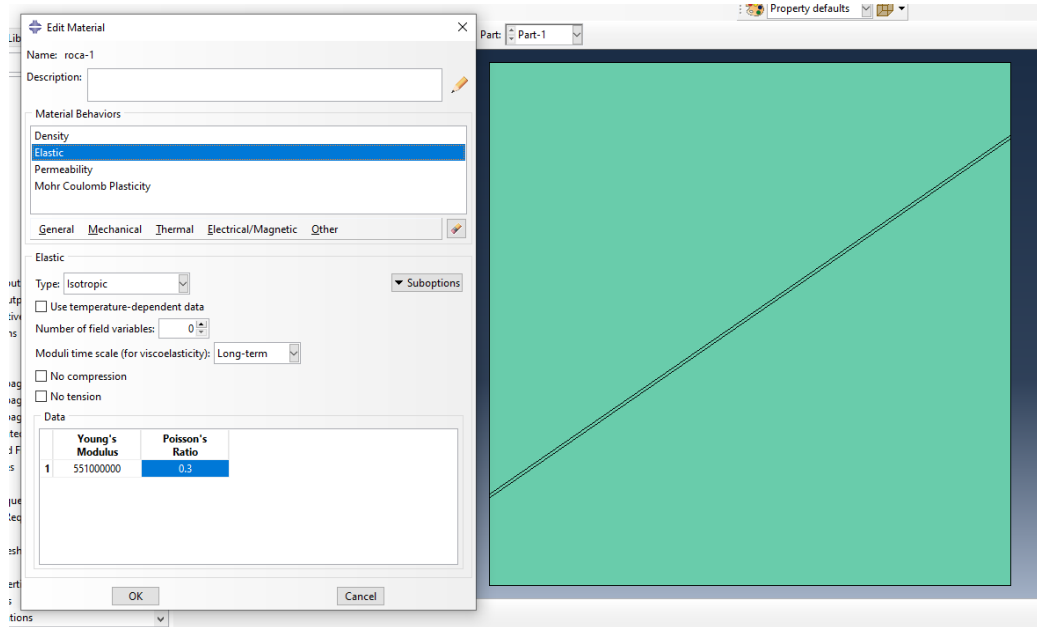 Property defaults
Edit Material
Part: Part-1
Name: roca-1
Description:
Material Behaviors
Density
Elastic
Permeability
Mohr Coulomb Plasticity
General Mechanical Thermal Electrical/Magnetic Other
Elastic
Type: Isotropic
Suboptions
Use temperature-dependent data
Number of field variables: 0
Moduli time scale (for viscoelasticity): Long-term
No compression
No tension
Data
Young's Modulus
Poisson's Ratio
1 551000000 0.3
OK Cancel